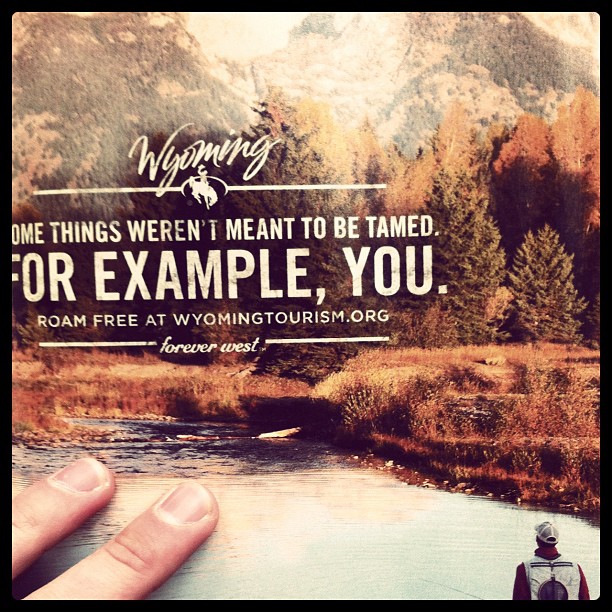 Wyoming
OME THINGS WEREN'T MEANT TO BE TAMED.
FOR EXAMPLE, YOU.
ROAM FREE AT WYOMINGTOURISM.ORG
forever west